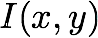 I(x, y)